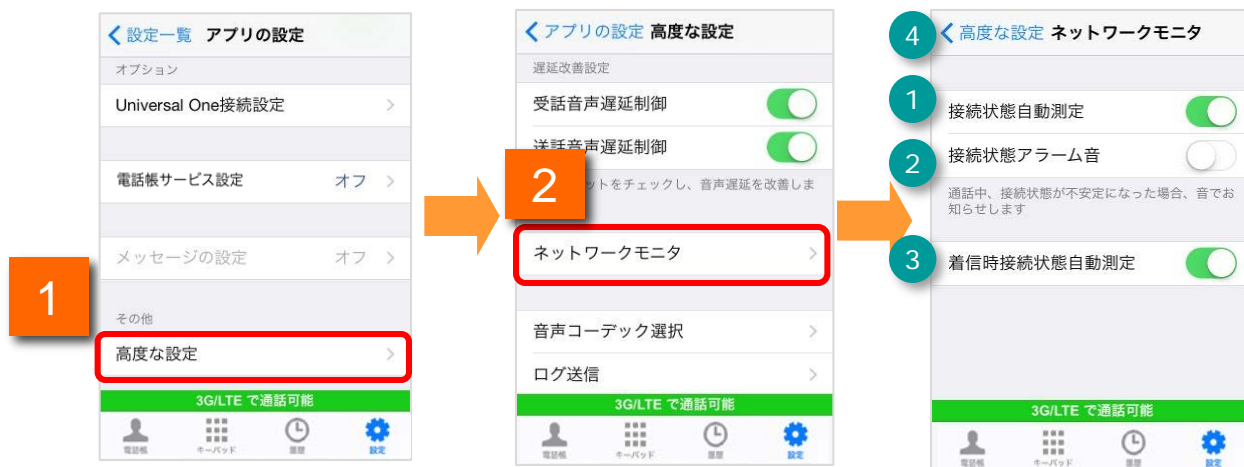 設定一覧 アプリの設定
オプション
Universal One接続設定
電話帳サービス設定 オフ
メッセージの設定 オフ
1
その他
高度な設定
3G/LTE で通話可能
電話帳 キーパッド 履歴 設定
アプリの設定 高度な設定
遅延改善設定
受話音声遅延制御
送話音声遅延制御
2
ットをチェックし、音声遅延を改善しま
ネットワークモニタ
音声コーデック選択
ログ送信
3G/LTE で通話可能
電話帳 キーパッド 履歴 設定
4 高度な設定 ネットワークモニタ
1 接続状態自動測定
2 接続状態アラーム音
通話中、接続状態が不安定になった場合、音でお
知らせします
3 着信時接続状態自動測定
3G/LTE で通話可能
電話帳 キーパッド 履歴 設定